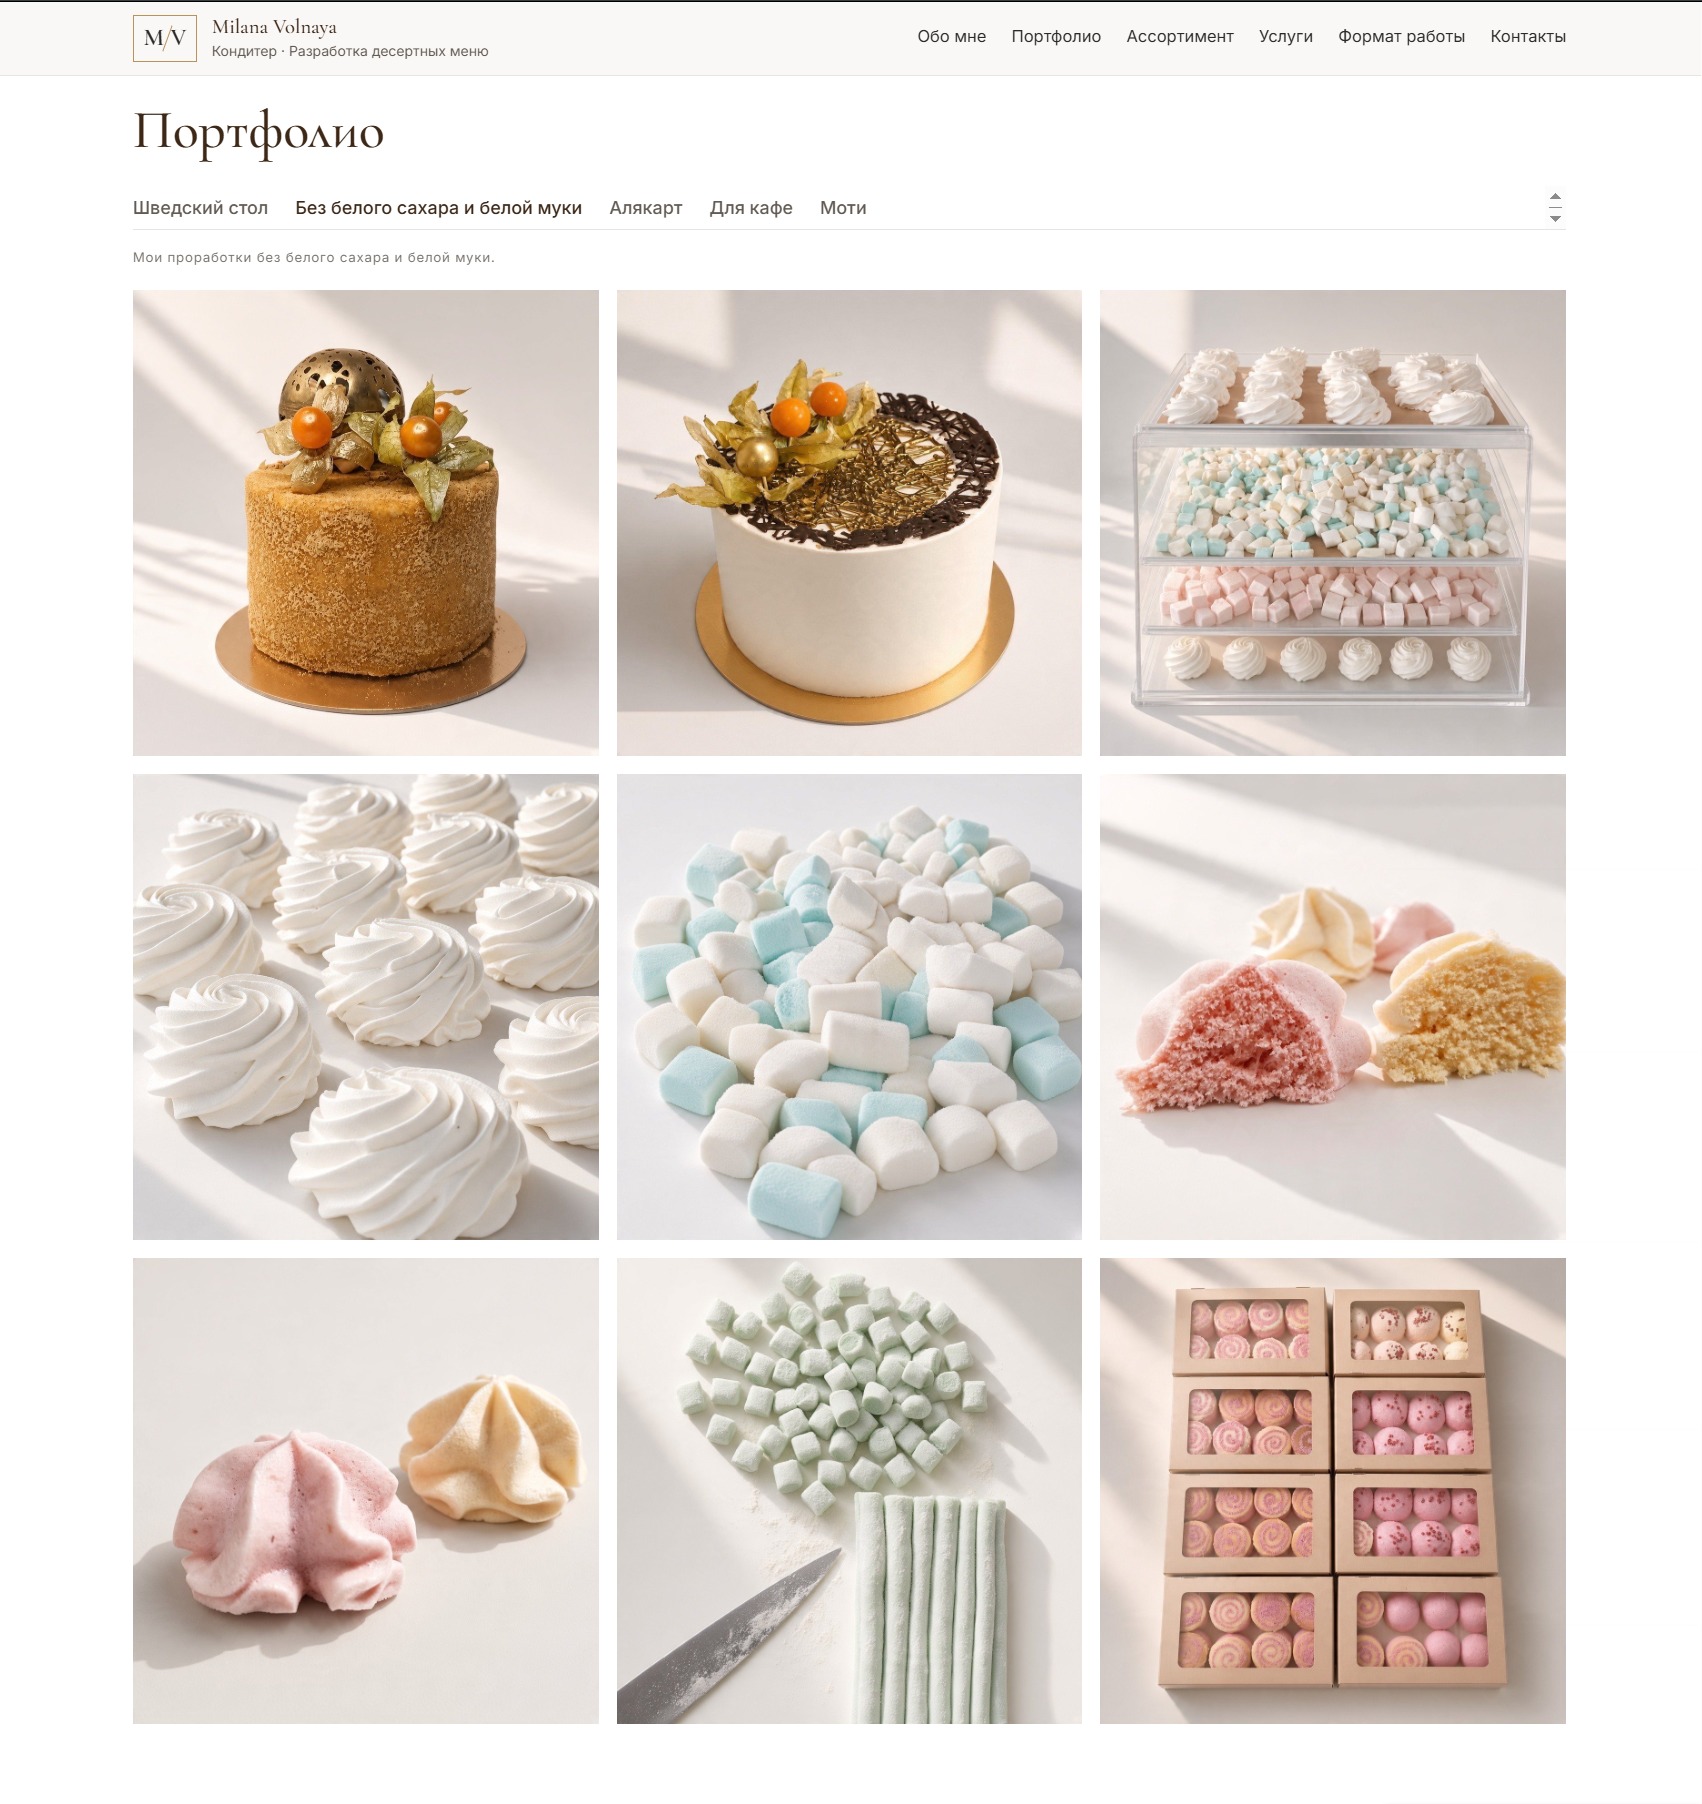 M/V
Milana Volnaya
Кондитер · Разработка десертных меню
Обо мне
Портфолио
Ассортимент
Услуги
Формат работы
Контакты
Портфолио
Шведский стол
Без белого сахара и белой муки
Алякарт
Для кафе
Моти
Мои проработки без белого сахара и белой муки.